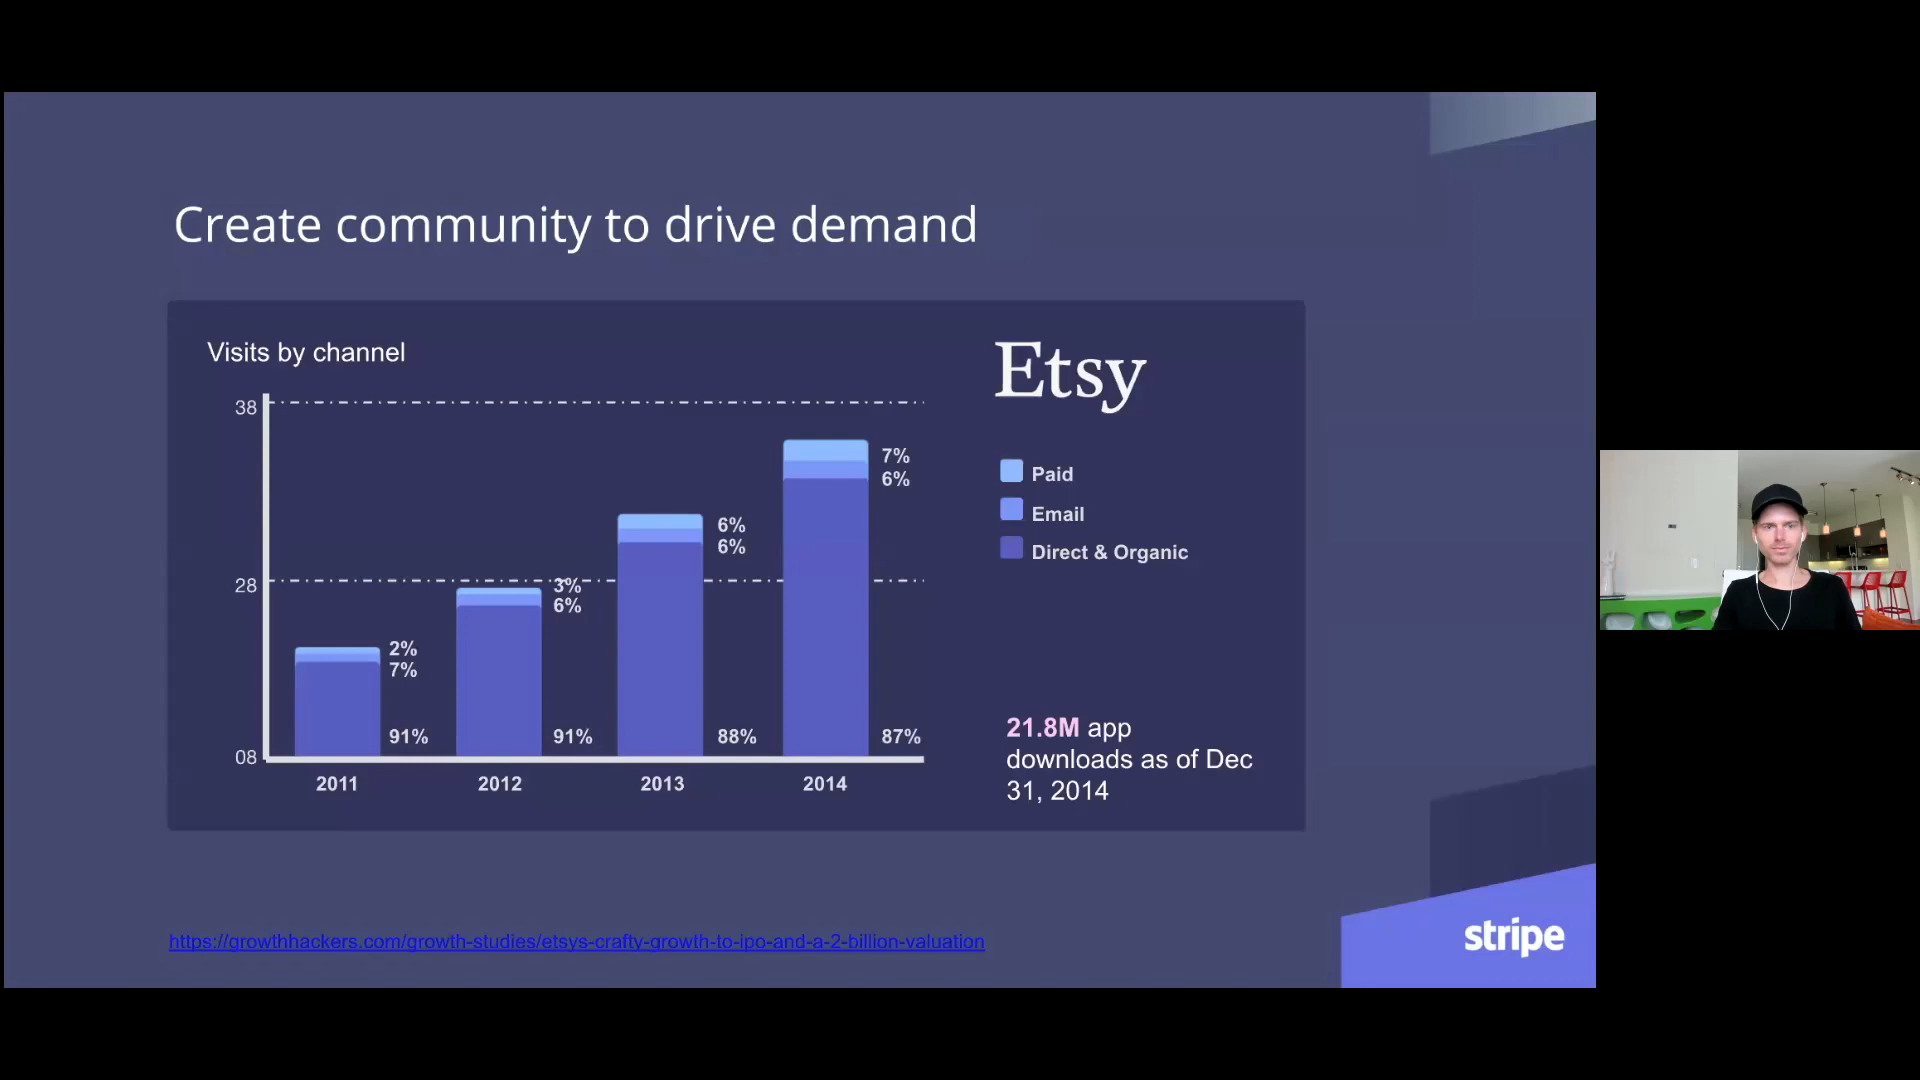 Create community to drive demand
Visits by channel
Etsy
38
28
08
2%
7%
91%
3%
6%
91%
6%
6%
88%
7%
6%
87%
2011
2012
2013
2014
Paid
Email
Direct & Organic
21.8M app
downloads as of Dec
31, 2014
https://growthhackers.com/growth-studies/etsys-crafty-growth-to-ipo-and-a-2-billion-valuation
stripe